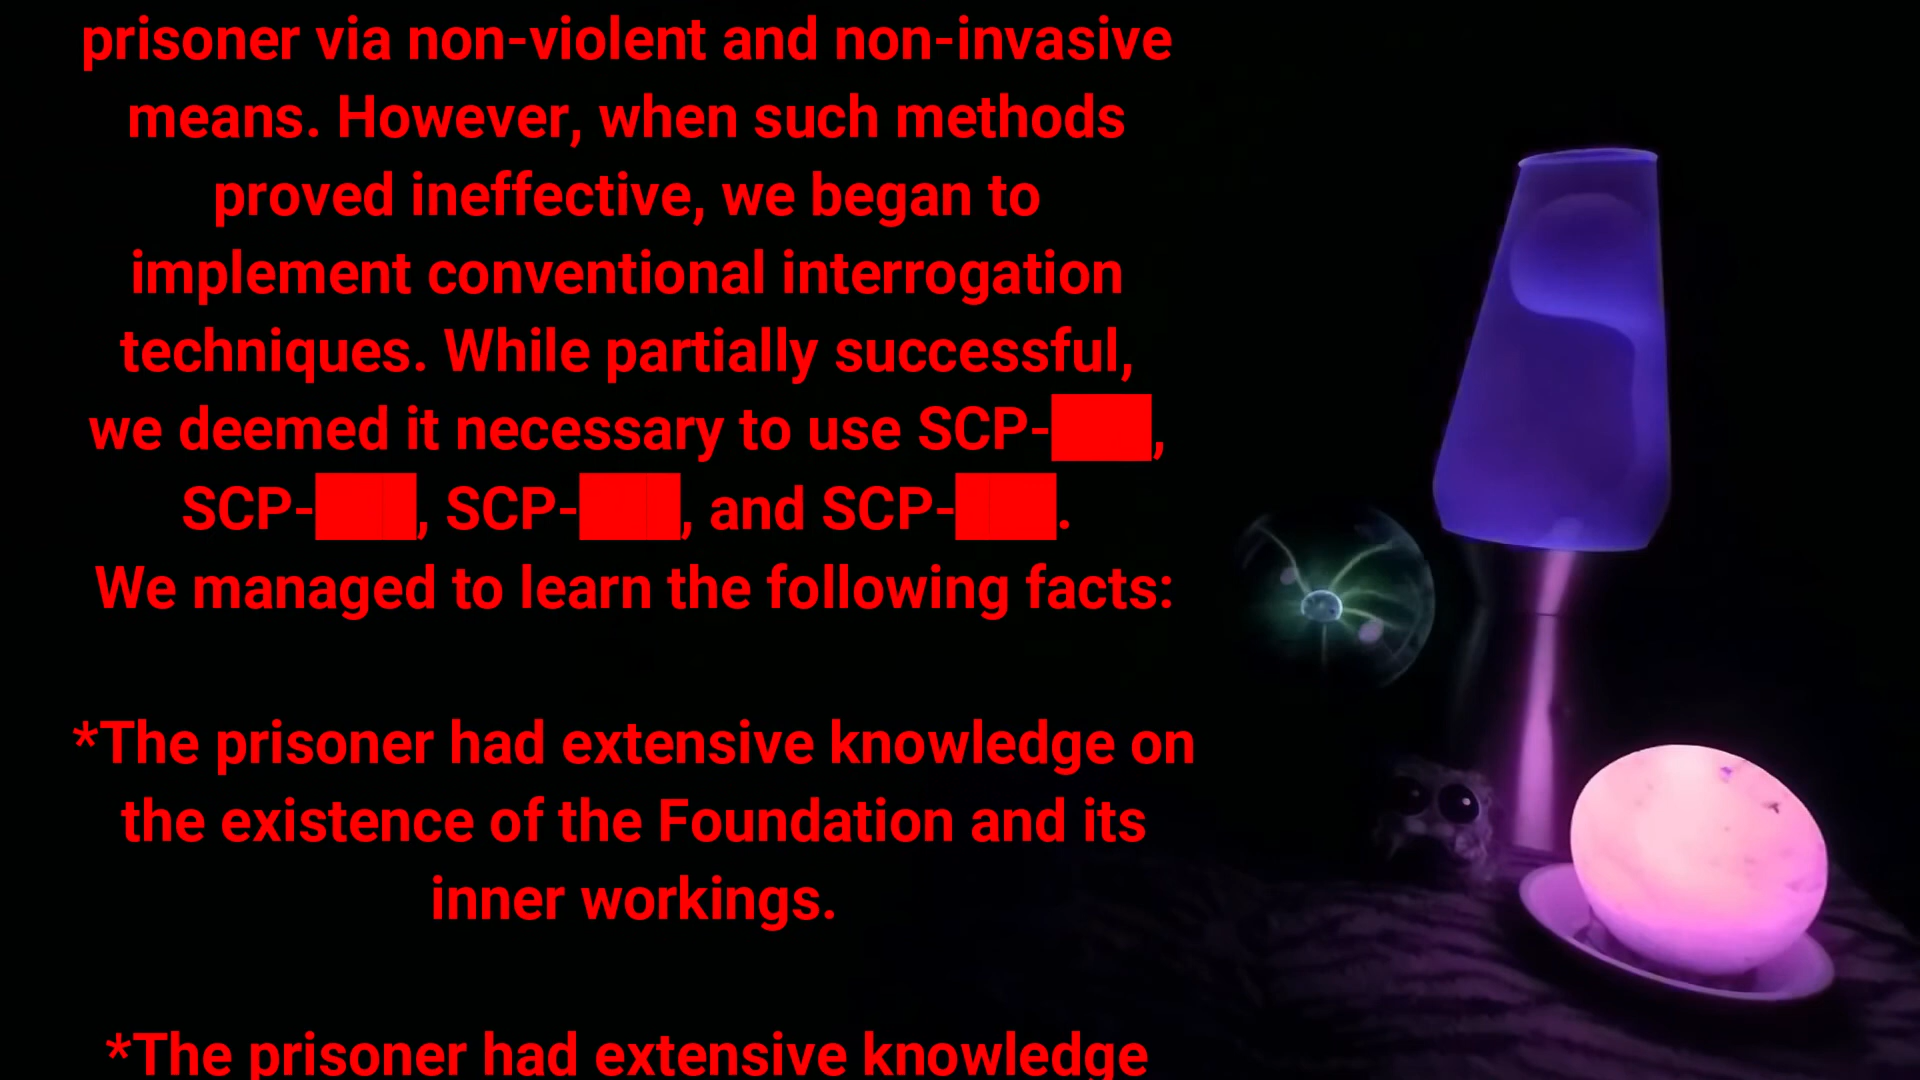 prisoner via non-violent and non-invasive
means. However, when such methods
proved ineffective, we began to
implement conventional interrogation
techniques. While partially successful,
we deemed it necessary to use SCP-███,
SCP-███, SCP-███, and SCP-███.
We managed to learn the following facts:
*The prisoner had extensive knowledge on
the existence of the Foundation and its
inner workings.
*The prisoner had extensive knowledge